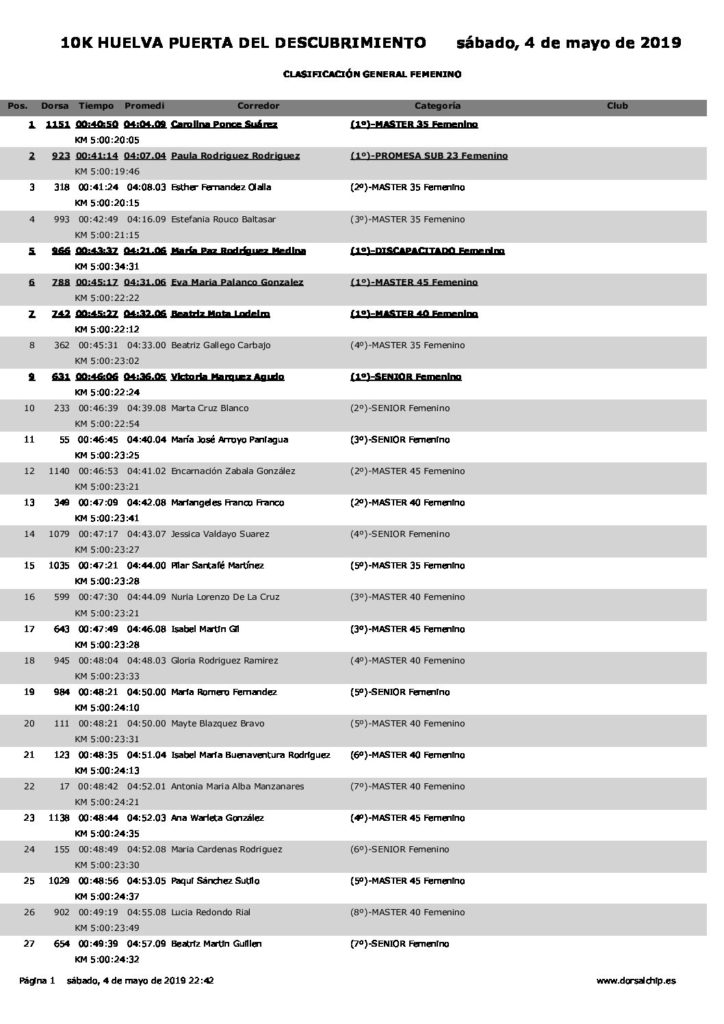 10K HUELVA PUERTA DEL DESCUBRIMIENTO sábado, 4 de mayo de 2019
CLASIFICACIÓN GENERAL FEMENINO
Pos. Dorsa Tiempo Promedi Corredor Categoría Club
1 1151 00:40:50 04:04.09 Carolina Ponce Suárez (1º)-MASTER 35 Femenino
KM 5:00:20:05
2 923 00:41:14 04:07.04 Paula Rodriguez Rodriguez (1º)-PROMESA SUB 23 Femenino
KM 5:00:19:46
3 318 00:41:24 04:08.03 Esther Fernandez Olalla (2º)-MASTER 35 Femenino
KM 5:00:20:15
4 993 00:42:49 04:16.09 Estefania Rouco Baltasar (3º)-MASTER 35 Femenino
KM 5:00:21:15
5 966 00:43:37 04:21.06 María Paz Rodríguez Medina (1º)-DISCAPACITADO Femenino
KM 5:00:34:31
6 788 00:45:17 04:31.06 Eva Maria Palanco Gonzalez (1º)-MASTER 45 Femenino
KM 5:00:22:22
7 742 00:45:27 04:32.06 Beatriz Mota Lodeiro (1º)-MASTER 40 Femenino
KM 5:00:22:12
8 362 00:45:31 04:33.00 Beatriz Gallego Carbajo (4º)-MASTER 35 Femenino
KM 5:00:23:02
9 631 00:46:06 04:36.05 Victoria Marquez Agudo (1º)-SENIOR Femenino
KM 5:00:22:24
10 233 00:46:39 04:39.08 Marta Cruz Blanco (2º)-SENIOR Femenino
KM 5:00:22:54
11 55 00:46:45 04:40.04 María José Arroyo Paniagua (3º)-SENIOR Femenino
KM 5:00:23:25
12 1140 00:46:53 04:41.02 Encarnación Zabala González (2º)-MASTER 45 Femenino
KM 5:00:23:21
13 349 00:47:09 04:42.08 Mariangeles Franco Franco (2º)-MASTER 40 Femenino
KM 5:00:23:41
14 1079 00:47:17 04:43.07 Jessica Valdayo Suarez (4º)-SENIOR Femenino
KM 5:00:23:27
15 1035 00:47:21 04:44.00 Pilar Santafé Martínez (5º)-MASTER 35 Femenino
KM 5:00:23:28
16 599 00:47:30 04:44.09 Nuria Lorenzo De La Cruz (3º)-MASTER 40 Femenino
KM 5:00:23:21
17 643 00:47:49 04:46.08 Isabel Martin Gil (3º)-MASTER 45 Femenino
KM 5:00:23:28
18 945 00:48:04 04:48.03 Gloria Rodriguez Ramirez (4º)-MASTER 40 Femenino
KM 5:00:23:33
19 984 00:48:21 04:50.00 María Romero Fernandez (5º)-SENIOR Femenino
KM 5:00:24:10
20 111 00:48:21 04:50.00 Mayte Blazquez Bravo (5º)-MASTER 40 Femenino
KM 5:00:23:31
21 123 00:48:35 04:51.04 Isabel María Buenaventura Rodríguez (6º)-MASTER 40 Femenino
KM 5:00:24:13
22 17 00:48:42 04:52.01 Antonia Maria Alba Manzanares (7º)-MASTER 40 Femenino
KM 5:00:24:21
23 1138 00:48:44 04:52.03 Ana Warleta González (4º)-MASTER 45 Femenino
KM 5:00:24:35
24 155 00:48:49 04:52.08 Maria Cardenas Rodriguez (6º)-SENIOR Femenino
KM 5:00:23:30
25 1029 00:48:56 04:53.05 Paqui Sánchez Sutilo (5º)-MASTER 45 Femenino
KM 5:00:24:37
26 902 00:49:19 04:55.08 Lucia Redondo Rial (8º)-MASTER 40 Femenino
KM 5:00:23:49
27 654 00:49:39 04:57.09 Beatriz Martin Guillen (7º)-SENIOR Femenino
KM 5:00:24:32
Página 1 sábado, 4 de mayo de 2019 22:42 www.dorsalchip.es